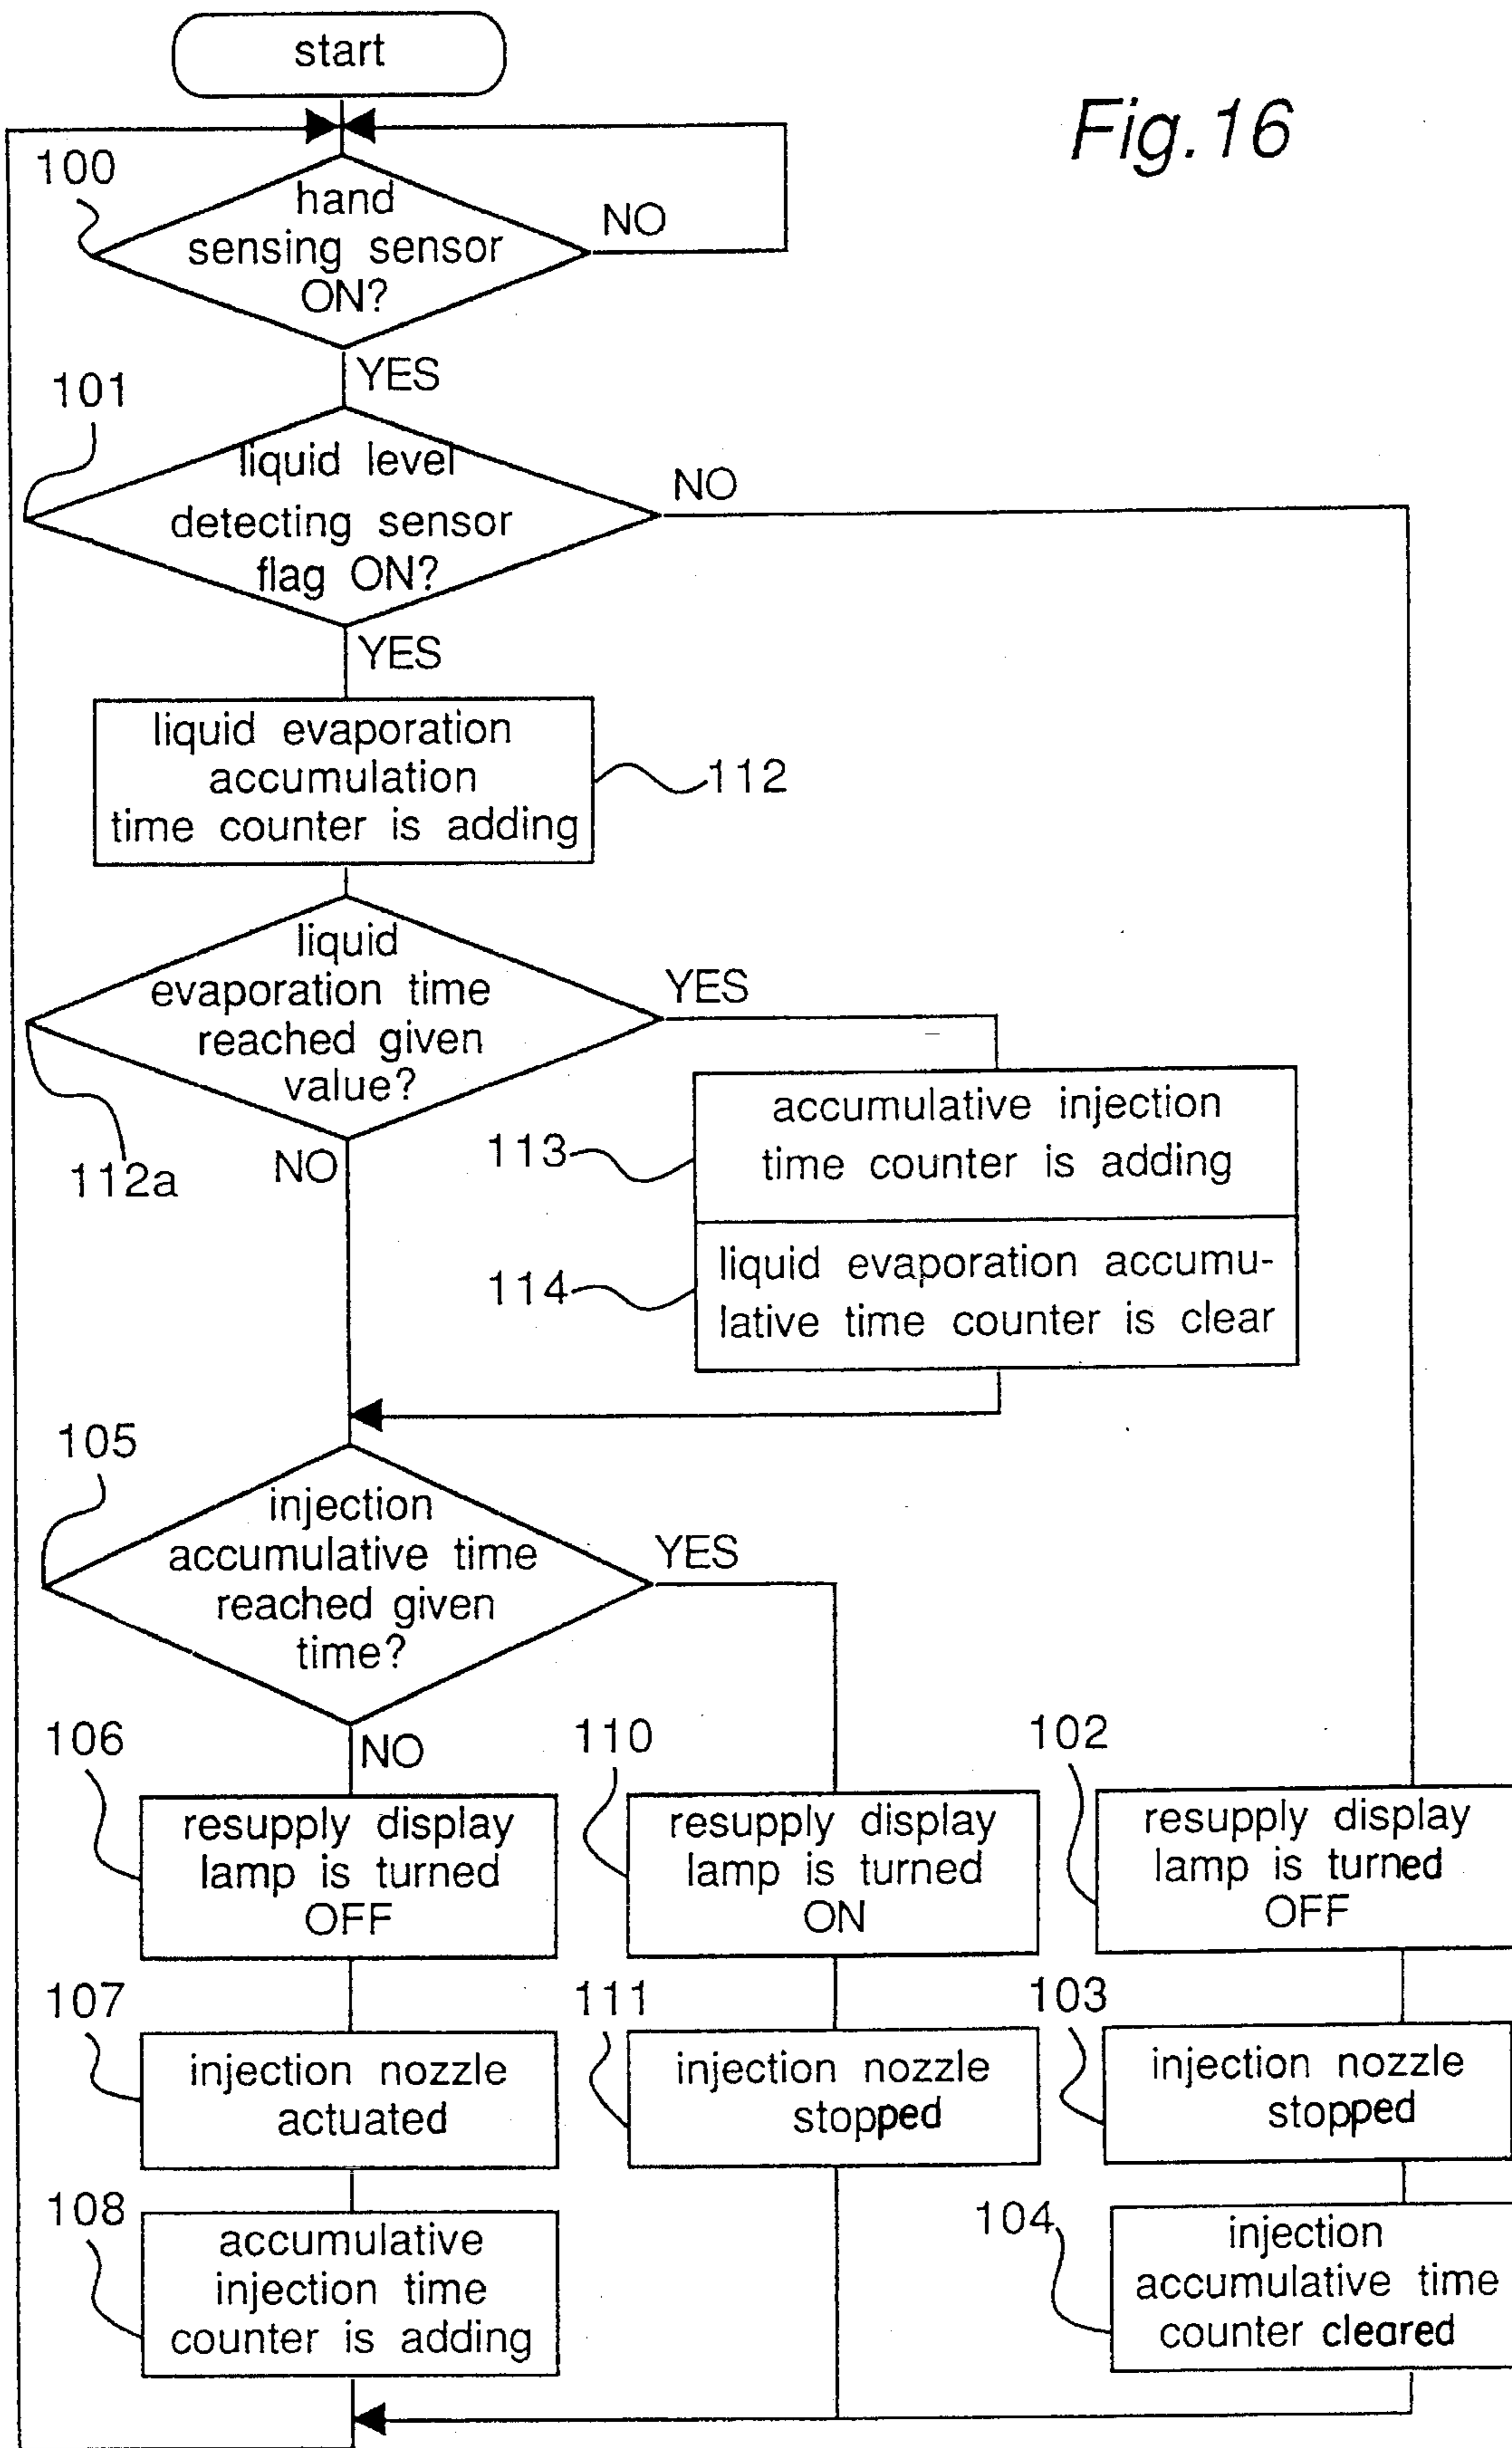 start
Fig.16
100
hand
sensing sensor
ON?
NO
YES
101
liquid level
detecting sensor
flag ON?
NO
YES
liquid evaporation
accumulation
time counter is adding
112
liquid
evaporation time
reached given
value?
YES
112a
NO
113
accumulative injection
time counter is adding
114
liquid evaporation accumu-
lative time counter is clear
105
injection
accumulative time
reached given
time?
YES
NO
106
resupply display
lamp is turned
OFF
110
resupply display
lamp is turned
ON
102
resupply display
lamp is turned
OFF
107
injection nozzle
actuated
111
injection nozzle
stopped
103
injection nozzle
stopped
108
accumulative
injection time
counter is adding
104
injection
accumulative time
counter cleared